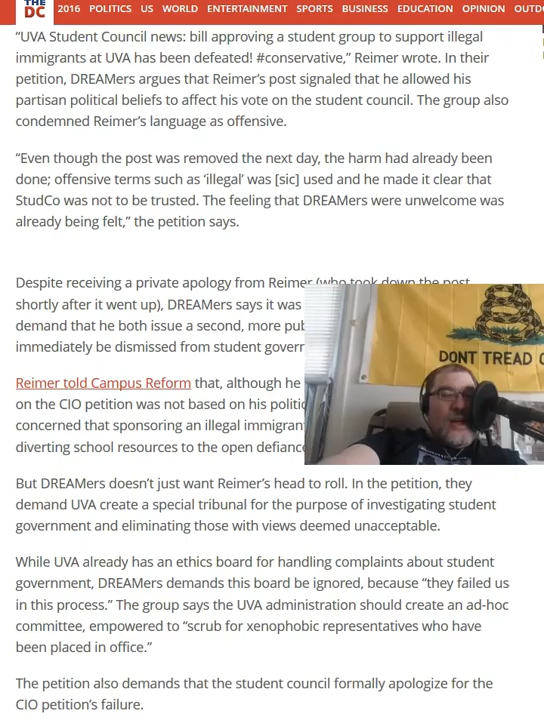 THE
DC
2016 POLITICS US WORLD ENTERTAINMENT SPORTS BUSINESS EDUCATION OPINION OUTDO
“UVA Student Council news: bill approving a student group to support illegal
immigrants at UVA has been defeated! #conservative,” Reimer wrote. In their
petition, DREAMers argues that Reimer’s post signaled that he allowed his
partisan political beliefs to affect his vote on the student council. The group also
condemned Reimer’s language as offensive.
“Even though the post was removed the next day, the harm had already been
done; offensive terms such as ‘illegal’ was [sic] used and he made it clear that
StudCo was not to be trusted. The feeling that DREAMers were unwelcome was
already being felt,” the petition says.
Despite receiving a private apology from Reimer (who took down the post
shortly after it went up), DREAMers says it was
demand that he both issue a second, more pub
immediately be dismissed from student govern
DONT TREAD O
Reimer told Campus Reform that, although he
on the CIO petition was not based on his politic
concerned that sponsoring an illegal immigran
diverting school resources to the open defiance
But DREAMers doesn’t just want Reimer’s head to roll. In the petition, they
demand UVA create a special tribunal for the purpose of investigating student
government and eliminating those with views deemed unacceptable.
While UVA already has an ethics board for handling complaints about student
government, DREAMers demands this board be ignored, because “they failed us
in this process.” The group says the UVA administration should create an ad-hoc
committee, empowered to “scrub for xenophobic representatives who have
been placed in office.”
The petition also demands that the student council formally apologize for the
CIO petition’s failure.